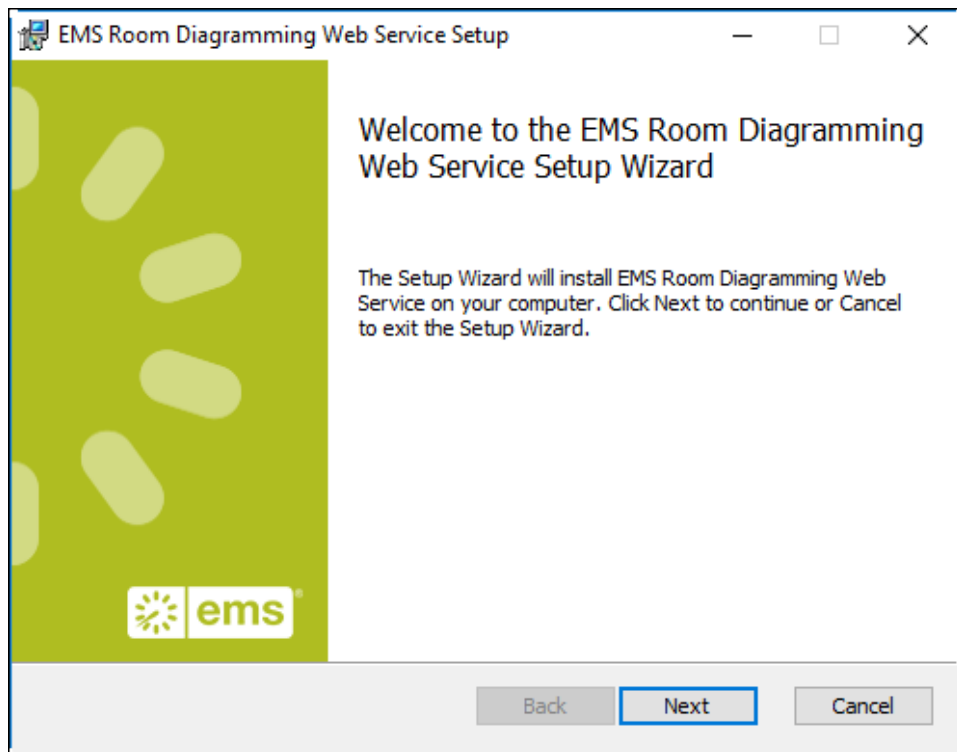 EMS Room Diagramming Web Service Setup
Welcome to the EMS Room Diagramming
Web Service Setup Wizard
The Setup Wizard will install EMS Room Diagramming Web
Service on your computer. Click Next to continue or Cancel
to exit the Setup Wizard.
ems®
Back
Next
Cancel